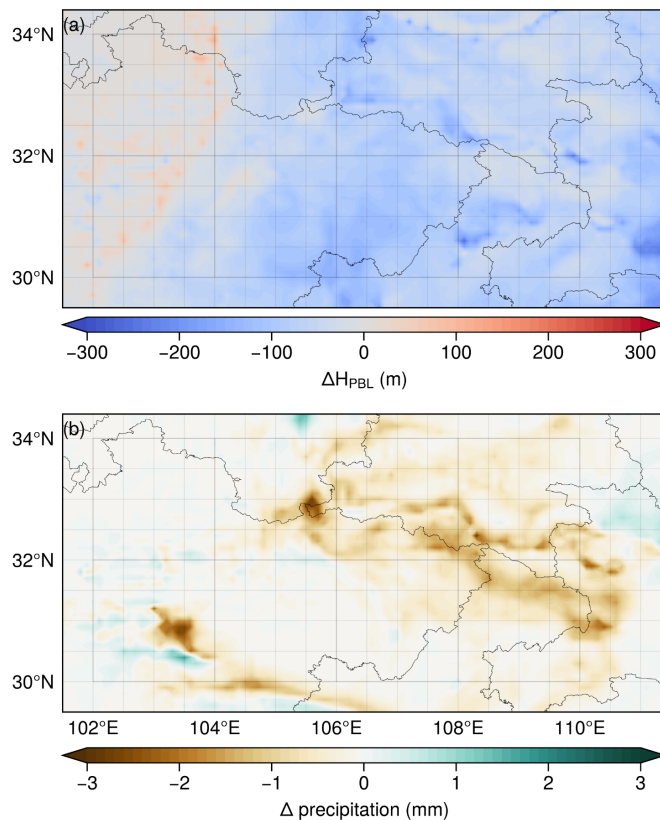 (a)
34°N
32°N
30°N
−300 −200 −100 0 100 200 300
ΔH_PBL (m)
(b)
34°N
32°N
30°N
102°E 104°E 106°E 108°E 110°E
−3 −2 −1 0 1 2 3
Δ precipitation (mm)